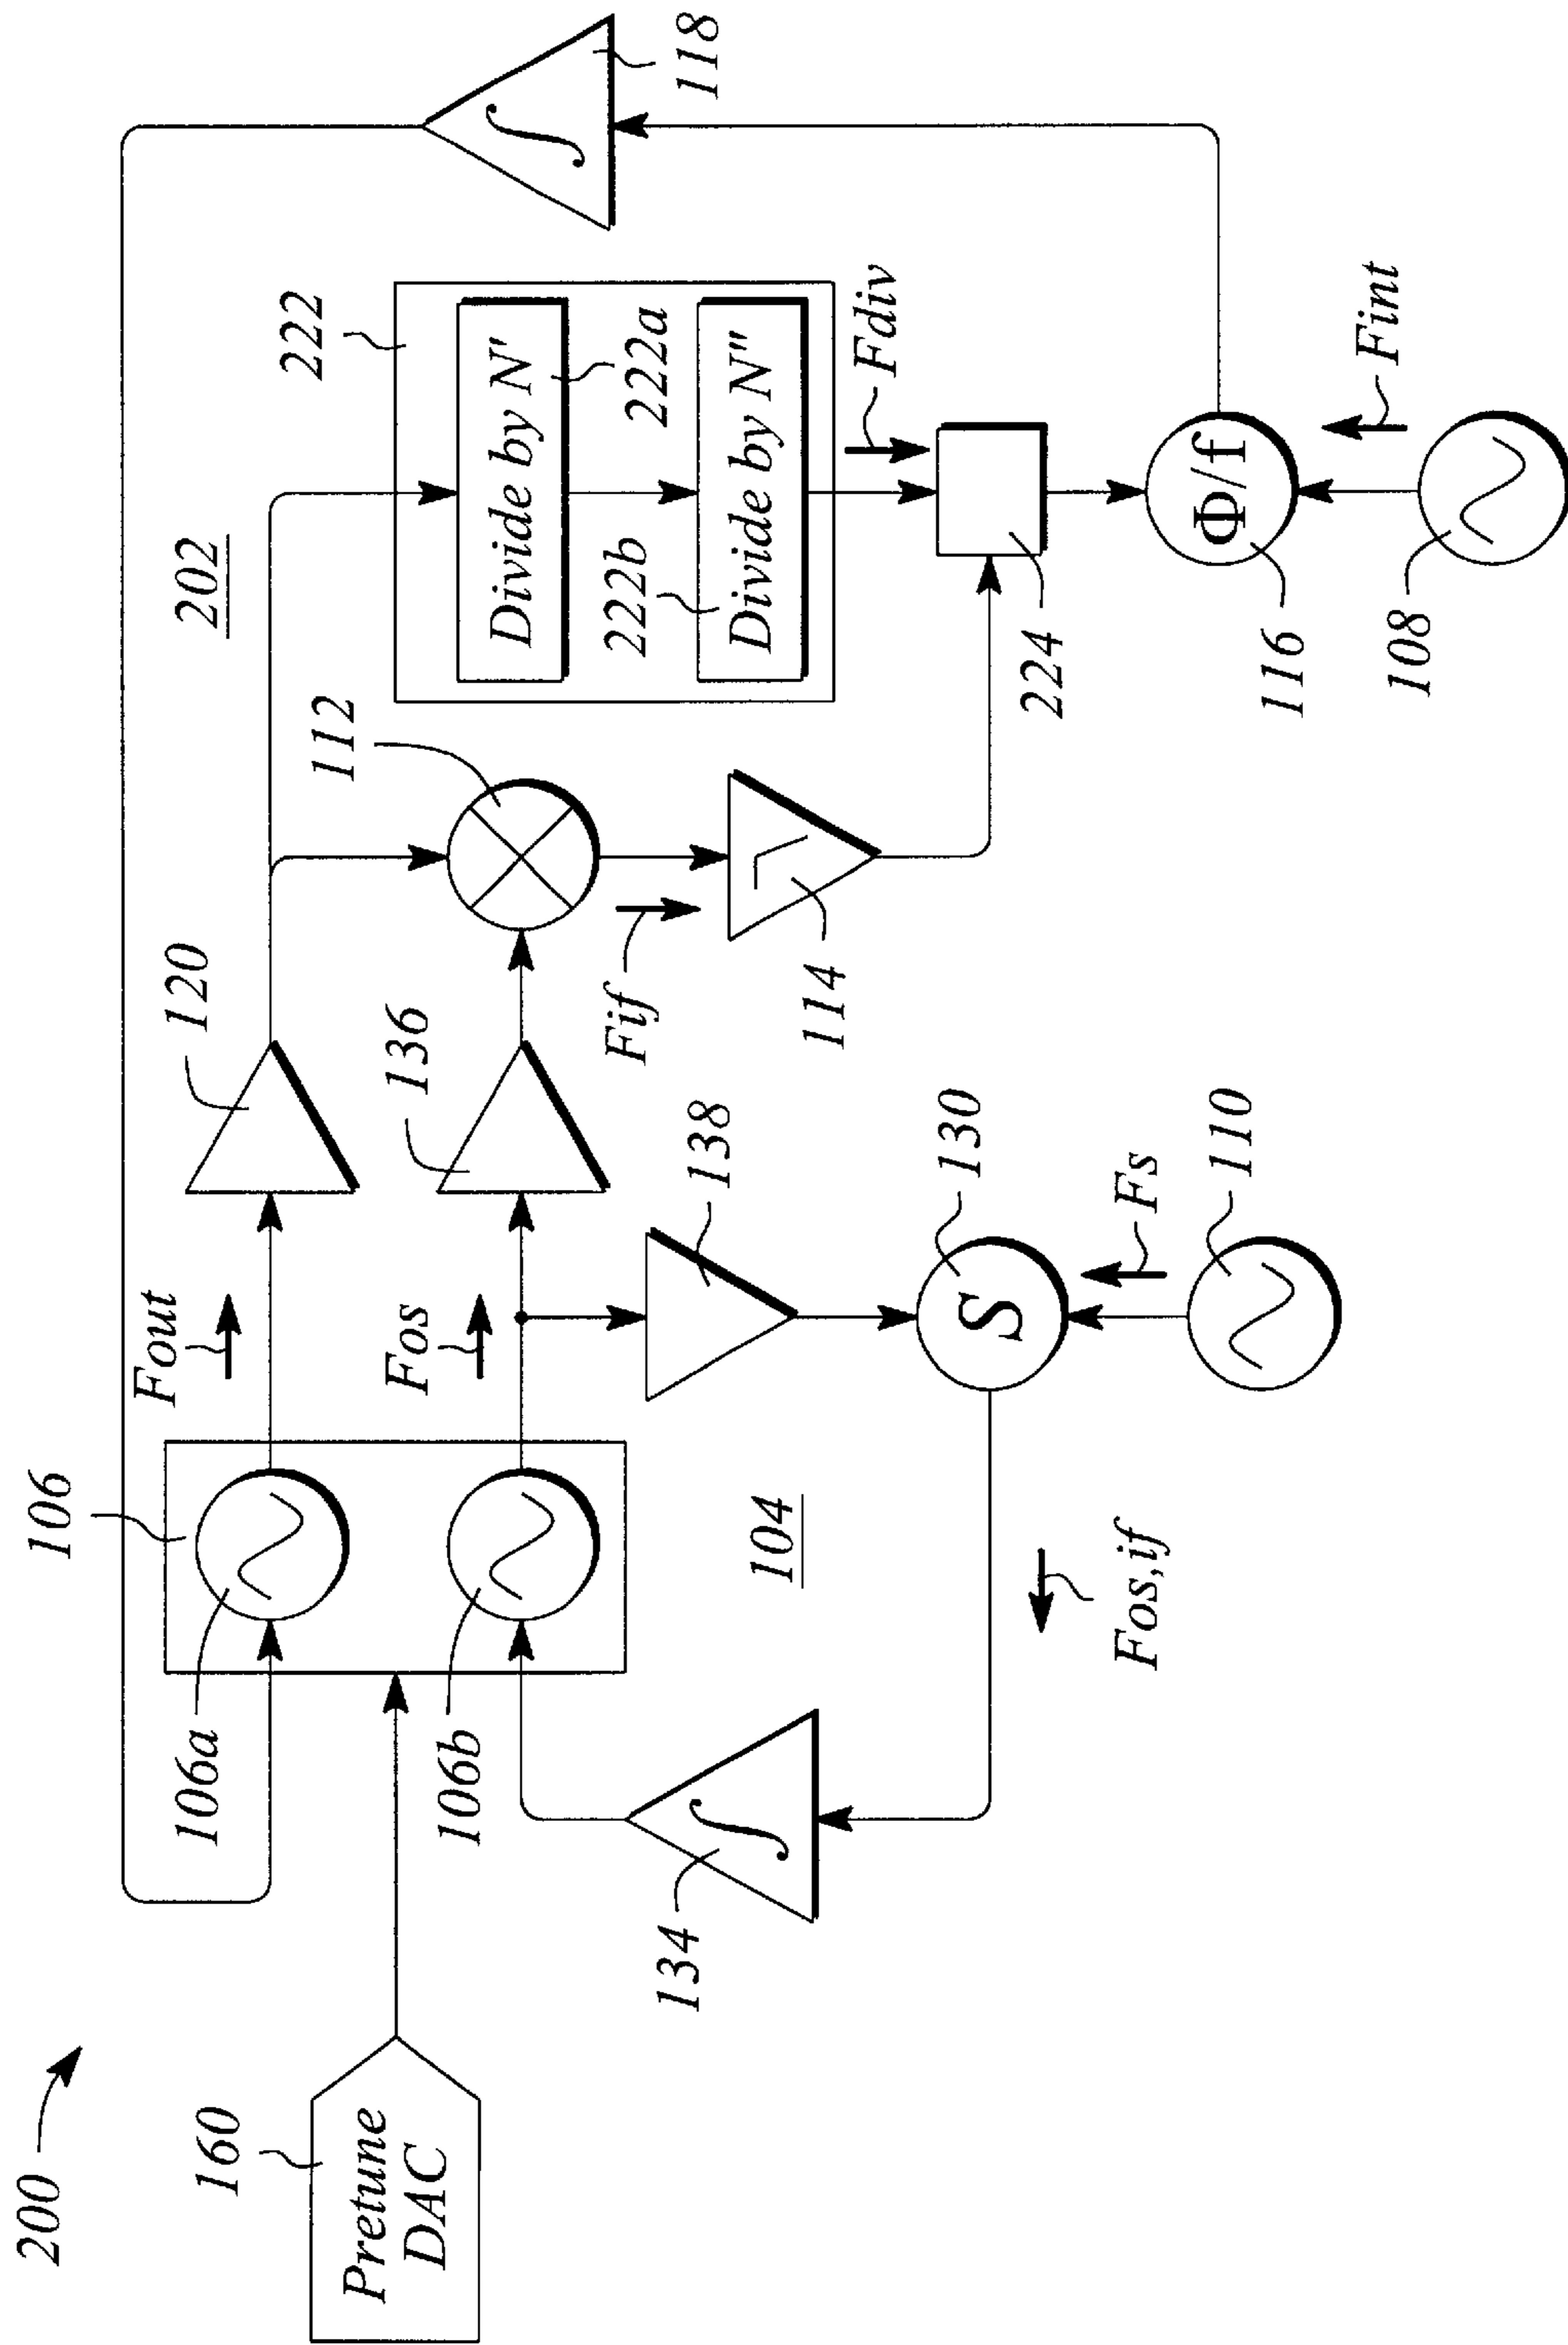 200
160
Pretune
DAC
106
106a
106b
Fout
Fos
120
136
138
134
104
Fos,if
130
S
Fs
110
202
112
Fif
114
222
Divide by N'
222a
222b
Divide by N"
Fdiv
224
Φ/f
116
Fint
108
∫
118
∫